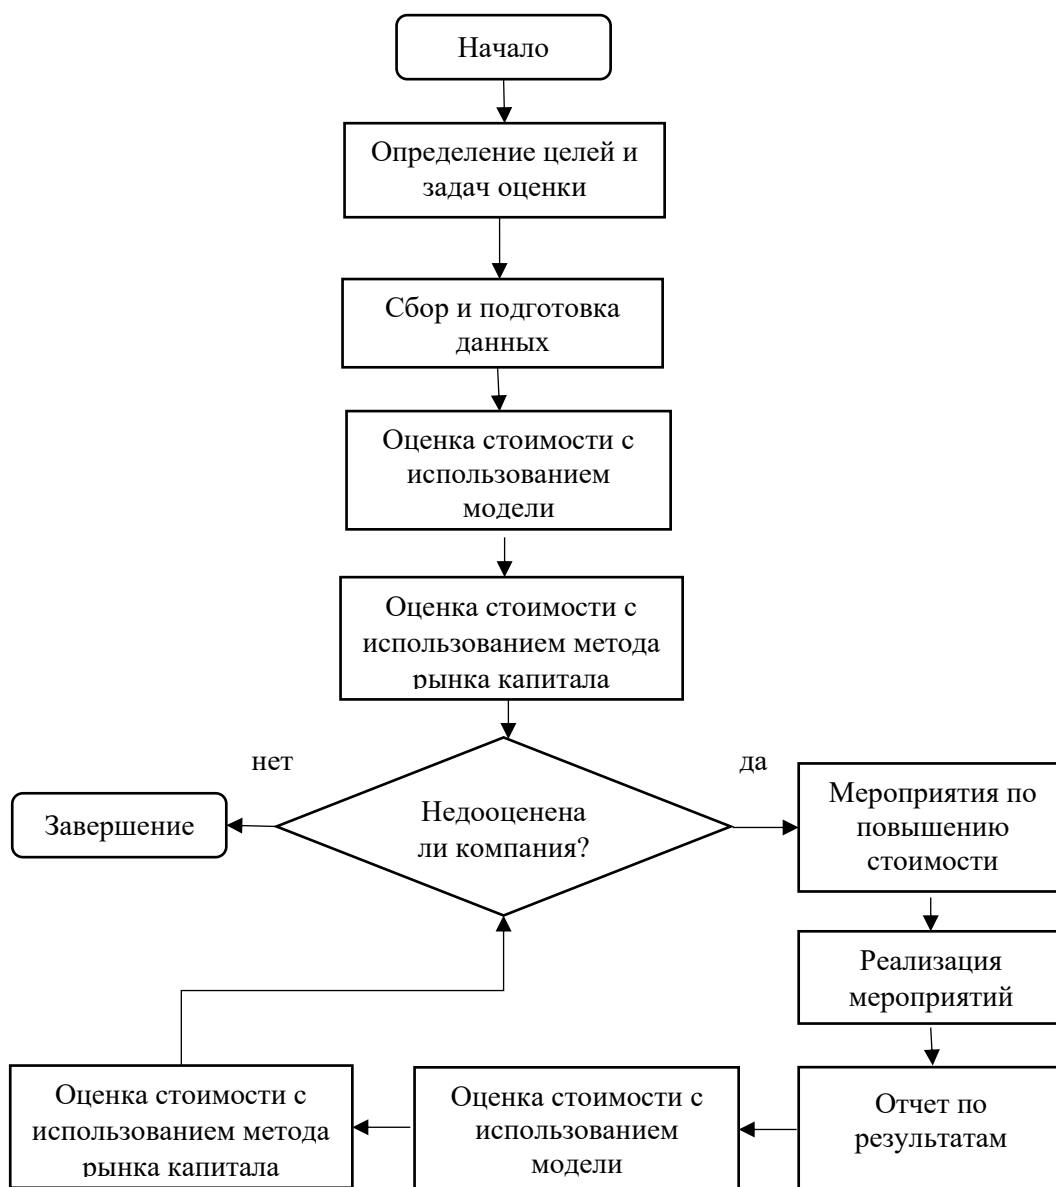 Начало
Определение целей и
задач оценки
Сбор и подготовка
данных
Оценка стоимости с
использованием
модели
Оценка стоимости с
использованием метода
рынка капитала
нет
да
Недооценена
ли компания?
Завершение
Мероприятия по
повышению
стоимости
Реализация
мероприятий
Отчет по
результатам
Оценка стоимости с
использованием
модели
Оценка стоимости с
использованием метода
рынка капитала